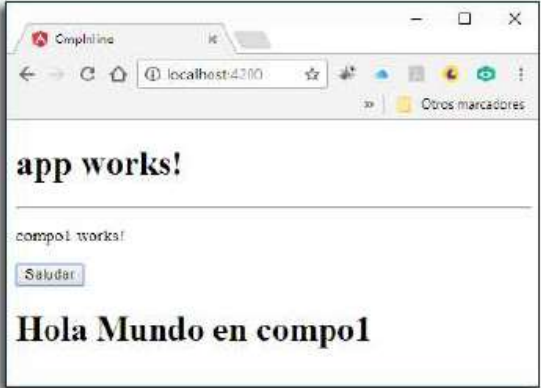 CmpInline
localhost:4200
Otros marcadores
app works!
compo1 works!
Saludar
Hola Mundo en compo1